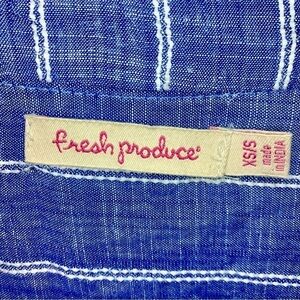 fresh produce®
XS/S
made
in INDIA